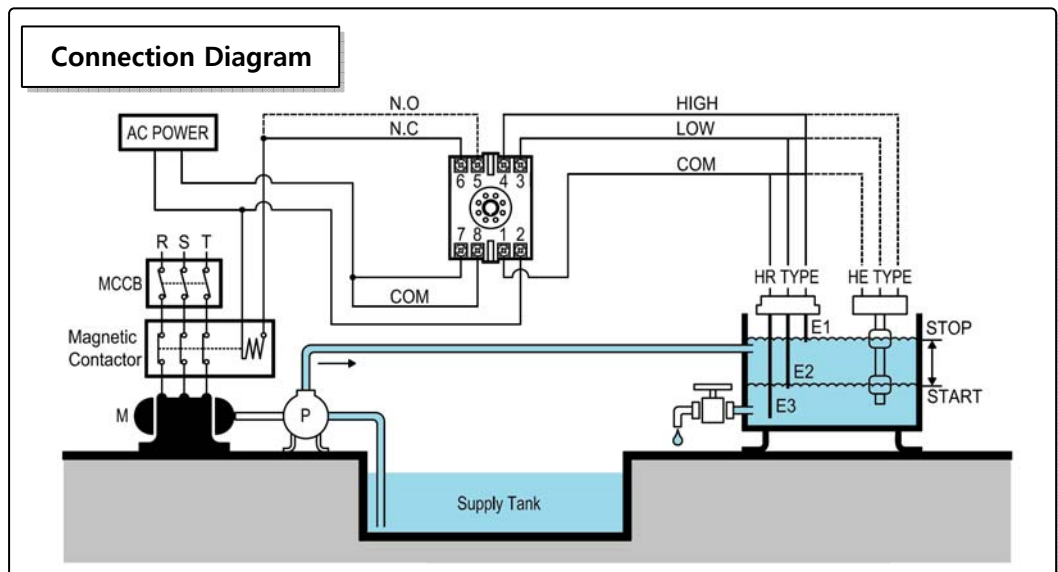 Connection Diagram
N.O
N.C
HIGH
LOW
COM
AC POWER
6 5 4 3
7 8 1 2
R S T
MCCB
COM
HR TYPE
HE TYPE
Magnetic
Contactor
E1
STOP
E2
START
E3
M
P
Supply Tank